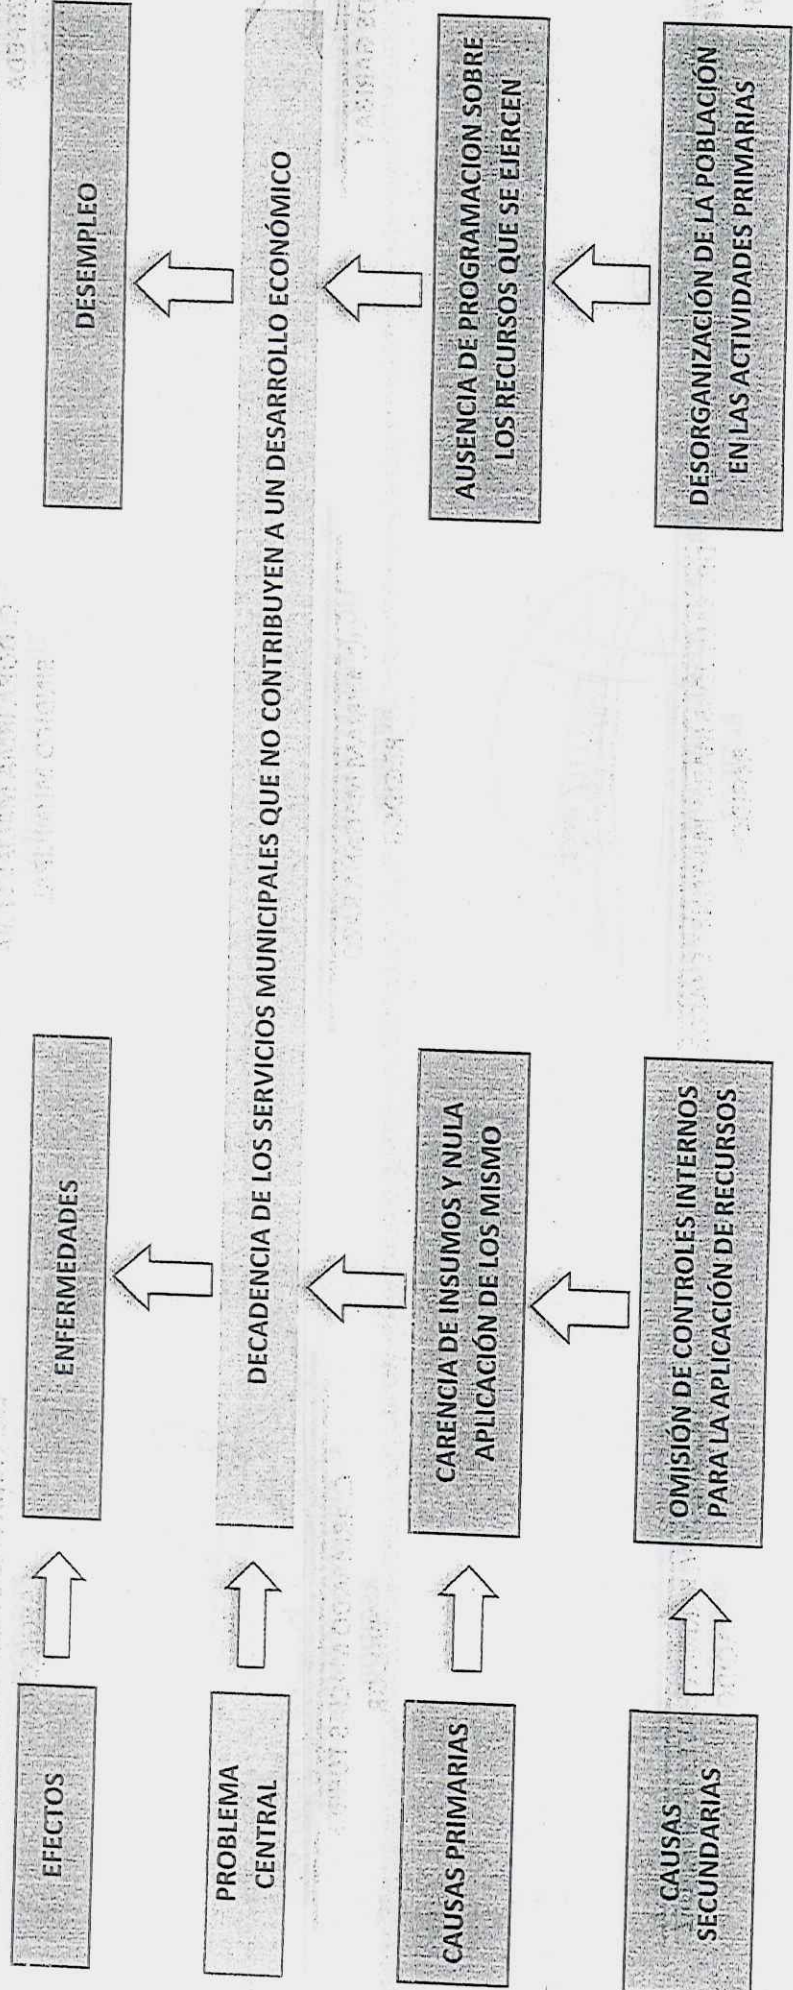 EFECTOS
ENFERMEDADES
DESEMPLEO
PROBLEMA
CENTRAL
DECADENCIA DE LOS SERVICIOS MUNICIPALES QUE NO CONTRIBUYEN A UN DESARROLLO ECONÓMICO
CAUSAS PRIMARIAS
CARENCIA DE INSUMOS Y NULA
APLICACIÓN DE LOS MISMO
AUSENCIA DE PROGRAMACION SOBRE
LOS RECURSOS QUE SE EJERCEN
CAUSAS
SECUNDARIAS
OMISIÓN DE CONTROLES INTERNOS
PARA LA APLICACIÓN DE RECURSOS
DESORGANIZACIÓN DE LA POBLACIÓN
EN LAS ACTIVIDADES PRIMARIAS